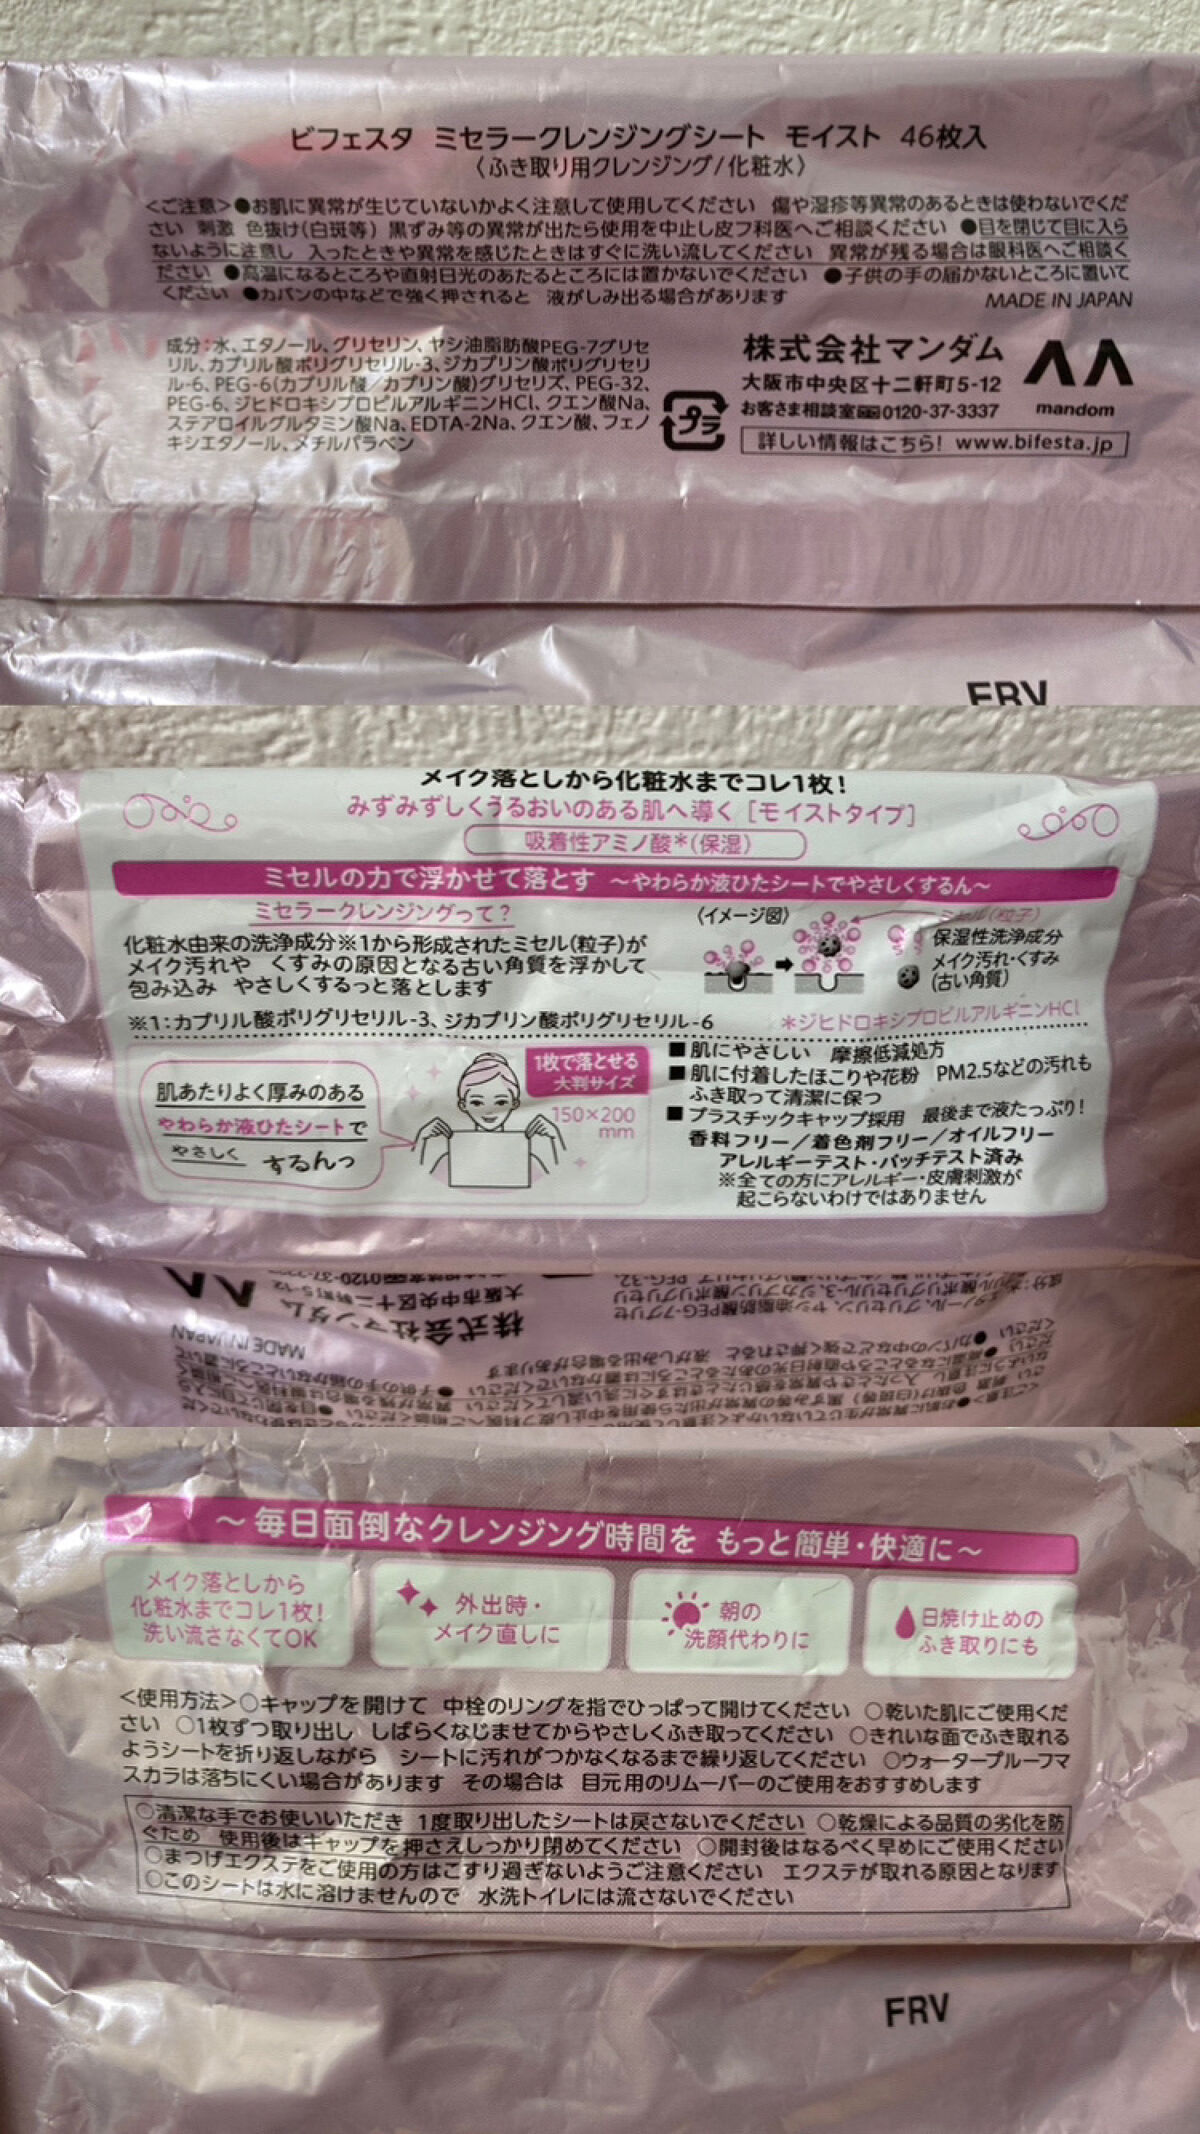 ビフェスタ ミセラークレンジングシート モイスト 46枚入
〈ふき取り用クレンジング/化粧水〉
<ご注意>●お肌に異常が生じていないかよく注意して使用してください 傷や湿疹等異常のあるときは使わないでくだ
さい 刺激 色抜け(白斑等) 黒ずみ等の異常が出たら使用を中止し皮フ科医へご相談ください ●目を閉じて目に入ら
ないように注意し 入ったときや異常を感じたときはすぐに洗い流してください 異常が残る場合は眼科医へご相談く
ださい ●高温になるところや直射日光のあたるところには置かないでください ●子供の手の届かないところに置いて
ください ●カバンの中などで強く押されると 液がしみ出る場合があります
MADE IN JAPAN
成分:水、エタノール、グリセリン、ヤシ油脂肪酸PEG-7グリセ
リル、カプリル酸ポリグリセリル-3、ジカプリン酸ポリグリセリ
ル-6、PEG-6(カプリル酸/カプリン酸)グリセリズ、PEG-32、
PEG-6、ジヒドロキシプロピルアルギニンHCl、クエン酸Na、
ステアロイルグルタミン酸Na、EDTA-2Na、クエン酸、フェノ
キシエタノール、メチルパラベン
プラ
株式会社マンダム
大阪市中央区十二軒町5-12
お客さま相談室 0120-37-3337
mandom
詳しい情報はこちら! www.bifesta.jp
FRV
メイク落としから化粧水までコレ1枚!
みずみずしくうるおいのある肌へ導く[モイストタイプ]
吸着性アミノ酸*(保湿)
ミセルの力で浮かせて落とす ～やわらか液ひたシートでやさしくするん～
ミセラークレンジングって?
化粧水由来の洗浄成分※1から形成されたミセル(粒子)が
メイク汚れや くすみの原因となる古い角質を浮かして
包み込み やさしくするっと落とします
〈イメージ図〉
ミセル(粒子)
保湿性洗浄成分
メイク汚れ・くすみ
(古い角質)
※1:カプリル酸ポリグリセリル-3、ジカプリン酸ポリグリセリル-6
*ジヒドロキシプロピルアルギニンHCl
肌あたりよく厚みのある
やわらか液ひたシートで
やさしく するんっ
1枚で落とせる
大判サイズ
150×200
mm
■肌にやさしい 摩擦低減処方
■肌に付着したほこりや花粉 PM2.5などの汚れも
ふき取って清潔に保つ
■プラスチックキャップ採用 最後まで液たっぷり!
香料フリー/着色剤フリー/オイルフリー
アレルギーテスト・パッチテスト済み
※全ての方にアレルギー・皮膚刺激が
起こらないわけではありません
株式会社マンダム
大阪市中央区十二軒町5-12
MADE IN JAPAN
～毎日面倒なクレンジング時間を もっと簡単・快適に～
メイク落としから
化粧水までコレ1枚!
洗い流さなくてOK
外出時・
メイク直しに
朝の
洗顔代わりに
日焼け止めの
ふき取りにも
<使用方法>○キャップを開けて 中栓のリングを指でひっぱって開けてください ○乾いた肌にご使用くだ
さい ○1枚ずつ取り出し しばらくなじませてからやさしくふき取ってください ○きれいな面でふき取れる
ようシートを折り返しながら シートに汚れがつかなくなるまで繰り返してください ○ウォータープルーフマ
スカラは落ちにくい場合があります その場合は 目元用のリムーバーのご使用をおすすめします
○清潔な手でお使いいただき 1度取り出したシートは戻さないでください ○乾燥による品質の劣化を防
ぐため 使用後はキャップを押さえしっかり閉めてください ○開封後はなるべく早めにご使用ください
○まつげエクステをご使用の方はこすり過ぎないようご注意ください エクステが取れる原因となります
○このシートは水に溶けませんので 水洗トイレには流さないでください
FRV